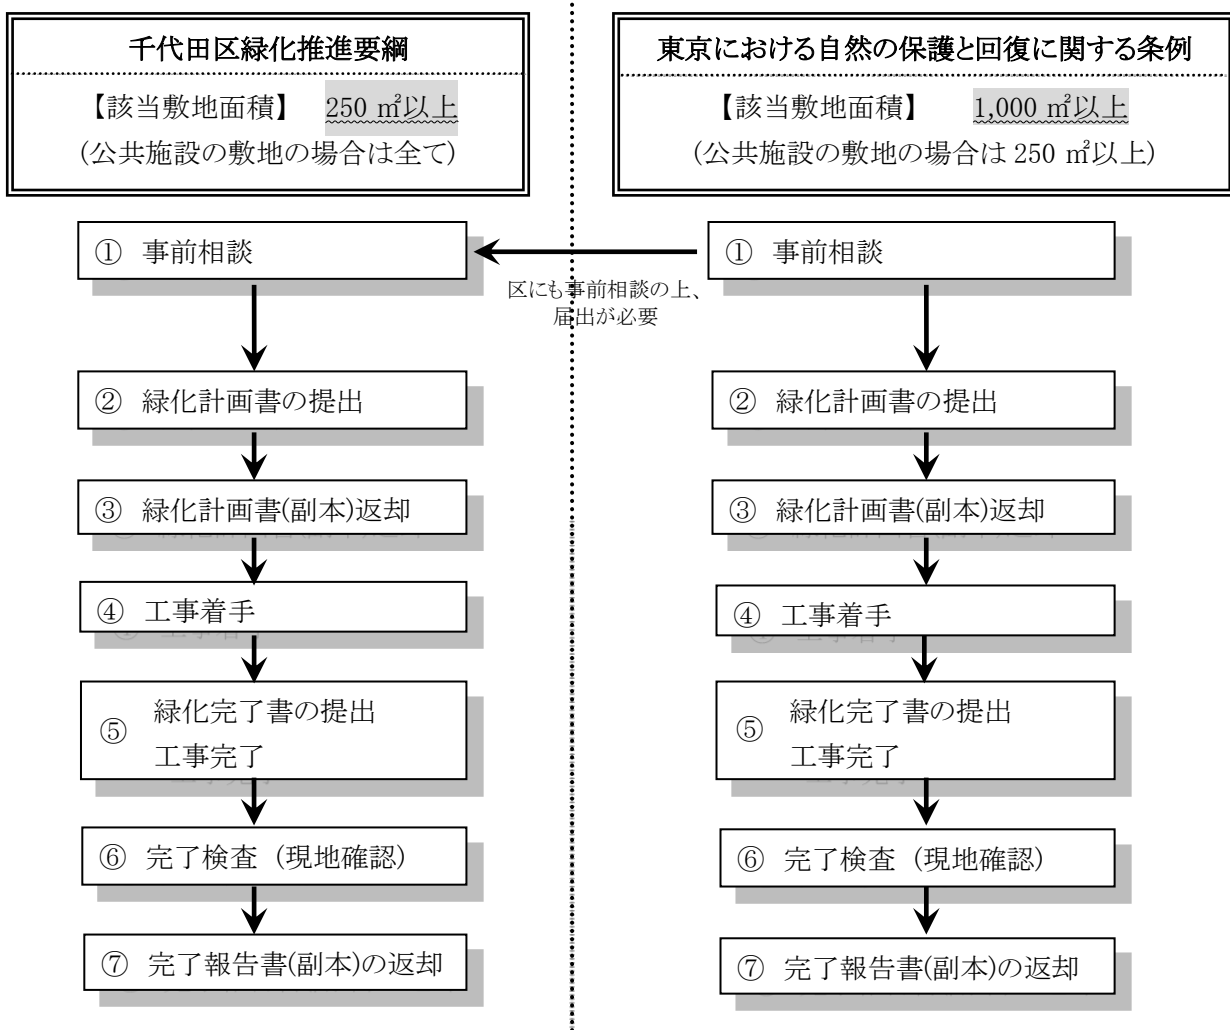 千代田区緑化推進要綱
【該当敷地面積】 250 ㎡以上
(公共施設の敷地の場合は全て)
① 事前相談
② 緑化計画書の提出
③ 緑化計画書(副本)返却
④ 工事着手
⑤ 緑化完了書の提出
工事完了
⑥ 完了検査 (現地確認)
⑦ 完了報告書(副本)の返却
区にも事前相談の上、
届出が必要
東京における自然の保護と回復に関する条例
【該当敷地面積】 1,000 ㎡以上
(公共施設の敷地の場合は 250 ㎡以上)
① 事前相談
② 緑化計画書の提出
③ 緑化計画書(副本)返却
④ 工事着手
⑤ 緑化完了書の提出
工事完了
⑥ 完了検査 (現地確認)
⑦ 完了報告書(副本)の返却